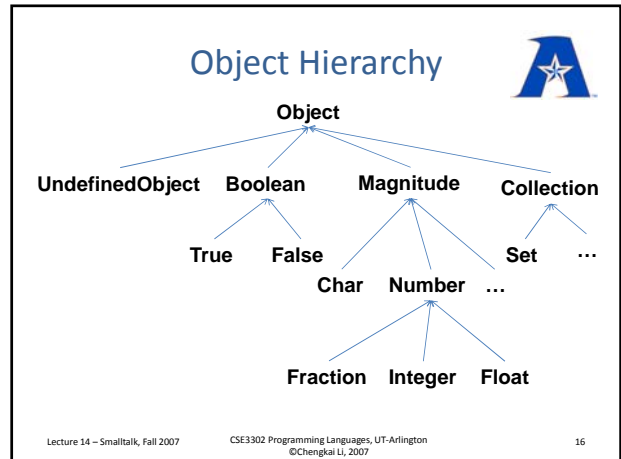 Object Hierarchy
Object
UndefinedObject Boolean Magnitude Collection
True False Set …
Char Number …
Fraction Integer Float
Lecture 14 – Smalltalk, Fall 2007 CSE3302 Programming Languages, UT-Arlington 16
©Chengkai Li, 2007